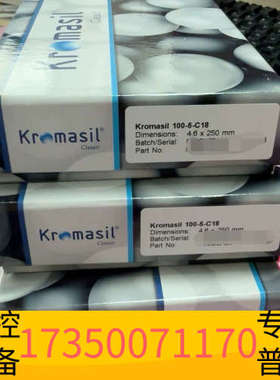 Kromasil
Kromasil®
Classic
Kromasil 100-5-C18
Dimensions: 4.6 x 250 mm
Batch/Serial:
Part No:
Kromasil®
Classic
Kromasil 100-5-C18
Dimensions: 4.6 x 250 mm
Batch/Serial
Part No:
控
备
17350071170
专
普